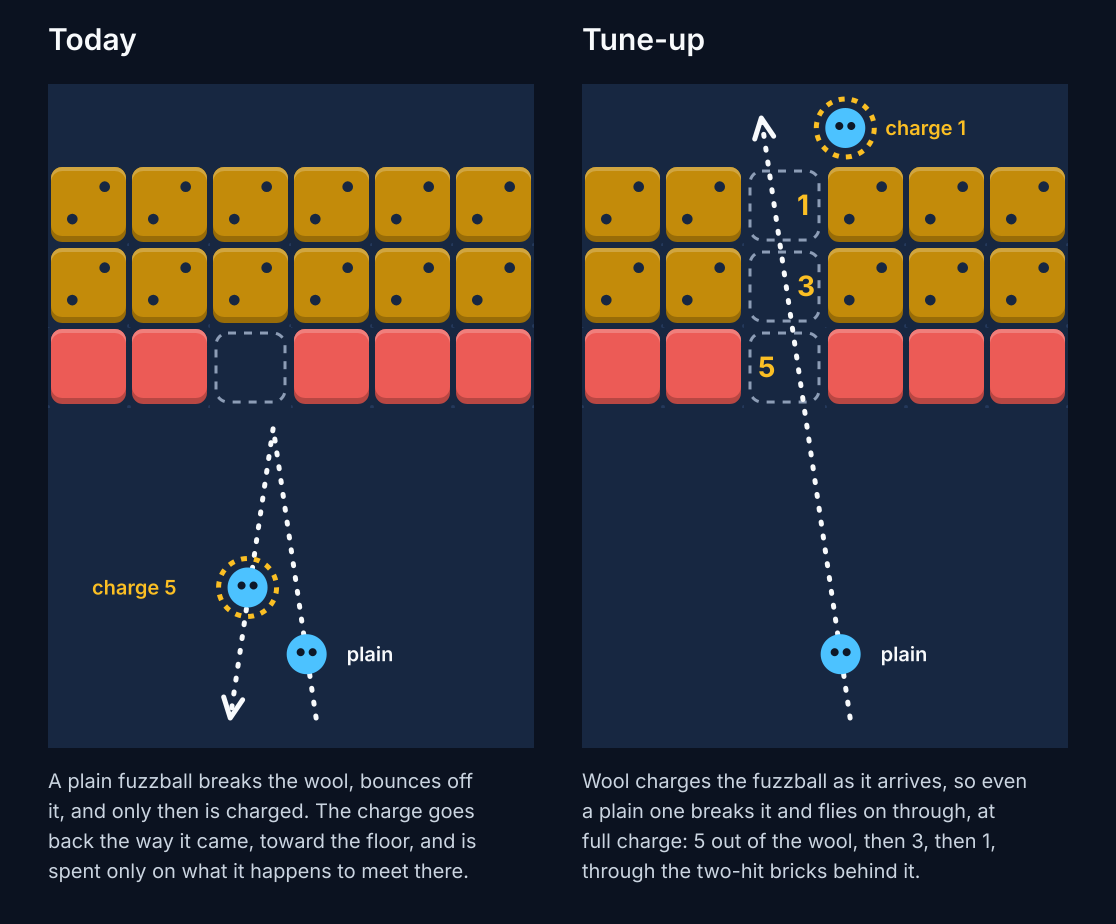 Today
charge 5
plain
A plain fuzzball breaks the wool, bounces off
it, and only then is charged. The charge goes
back the way it came, toward the floor, and is
spent only on what it happens to meet there.
Tune-up
charge 1
1
3
5
plain
Wool charges the fuzzball as it arrives, so even
a plain one breaks it and flies on through, at
full charge: 5 out of the wool, then 3, then 1,
through the two-hit bricks behind it.